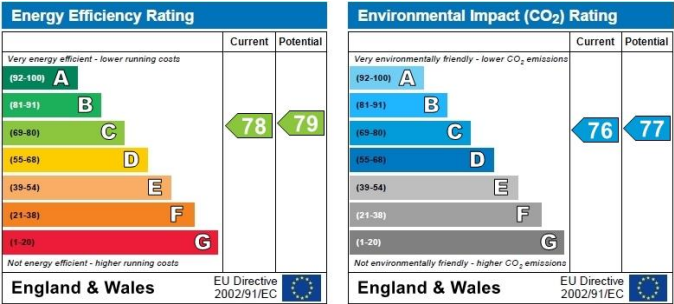 Energy Efficiency Rating
Current Potential
Very energy efficient - lower running costs
(92-100) A
(81-91) B
(69-80) C
78 79
(55-68) D
(39-54) E
(21-38) F
(1-20) G
Not energy efficient - higher running costs
England & Wales
EU Directive
2002/91/EC
Environmental Impact (CO₂) Rating
Current Potential
Very environmentally friendly - lower CO₂ emissions
(92-100) A
(81-91) B
(69-80) C
76 77
(55-68) D
(39-54) E
(21-38) F
(1-20) G
Not environmentally friendly - higher CO₂ emissions
England & Wales
EU Directive
2002/91/EC